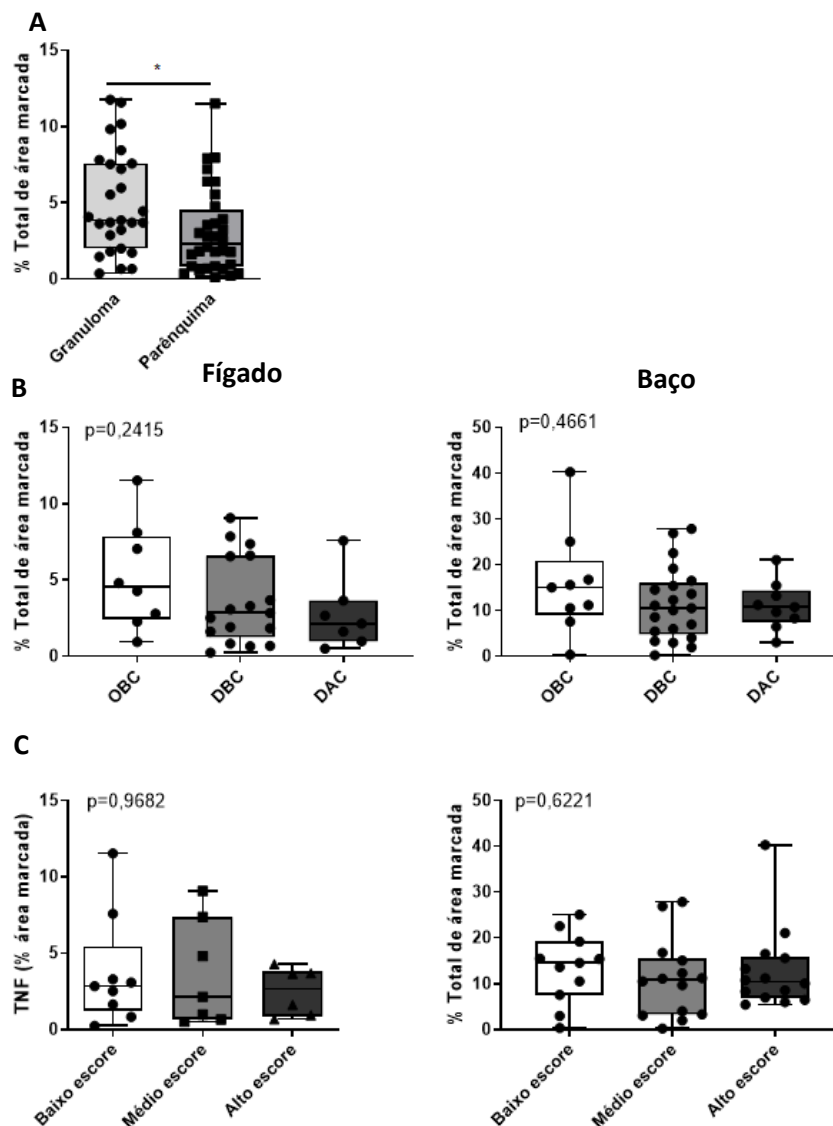 A
% Total de área marcada
15
10
5
0
*
Granuloma
Parênquima
B
Fígado
Baço
% Total de área marcada
15
10
5
0
p=0,2415
OBC
DBC
DAC
% Total de área marcada
50
40
30
20
10
0
p=0,4661
OBC
DBC
DAC
C
TNF (% área marcada)
15
10
5
0
p=0,9682
Baixo escore
Médio escore
Alto escore
% Total de área marcada
50
40
30
20
10
0
p=0,6221
Baixo escore
Médio escore
Alto escore